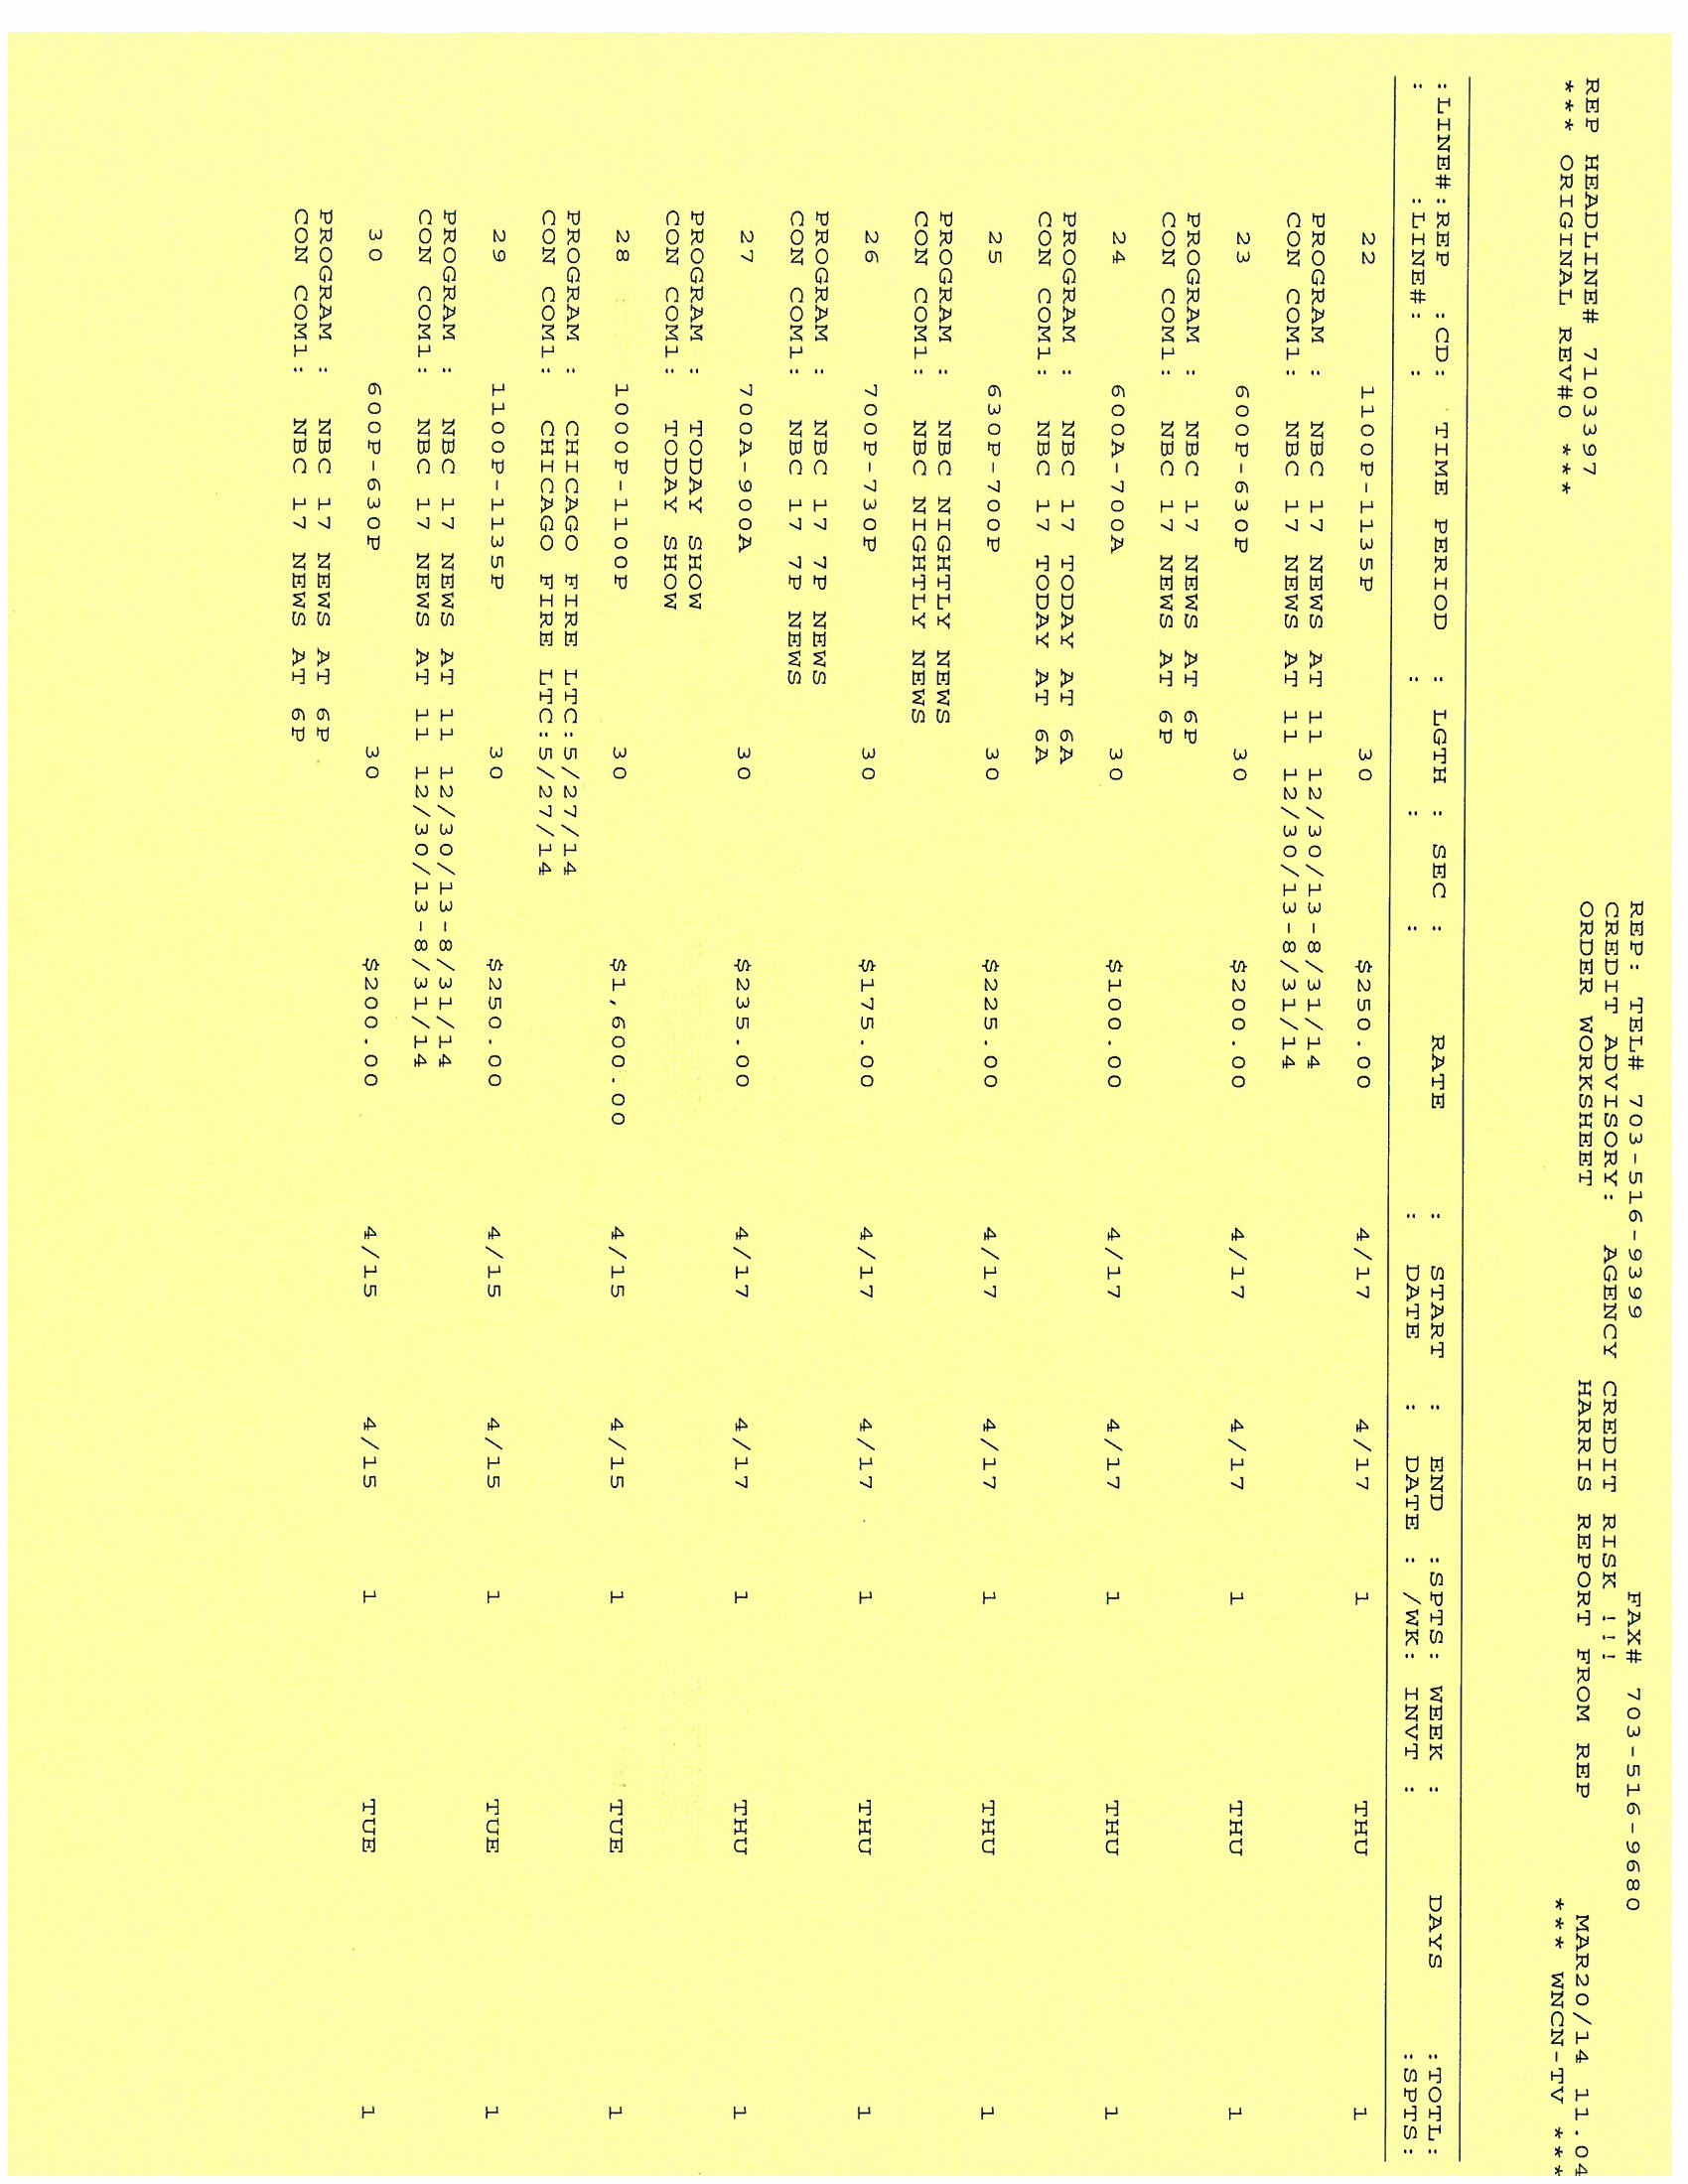 REP: TEL# 703-516-9399 FAX# 703-516-9680
CREDIT ADVISORY: AGENCY CREDIT RISK !!!
REP HEADLINE# 7103397 ORDER WORKSHEET HARRIS REPORT FROM REP MAR20/14 11.04
*** ORIGINAL REV#0 *** *** WNCN-TV ***
:LINE#:REP :CD: TIME PERIOD : LGTH : SEC : RATE : START : END :SPTS: WEEK : DAYS :TOTL:
: :LINE#: : : : : DATE : DATE : /WK: INVT : :SPTS:
22 1100P-1135P 30 $250.00 4/17 4/17 1 THU 1
PROGRAM : NBC 17 NEWS AT 11 12/30/13-8/31/14
CON COM1: NBC 17 NEWS AT 11 12/30/13-8/31/14
23 600P-630P 30 $200.00 4/17 4/17 1 THU 1
PROGRAM : NBC 17 NEWS AT 6P
CON COM1: NBC 17 NEWS AT 6P
24 600A-700A 30 $100.00 4/17 4/17 1 THU 1
PROGRAM : NBC 17 TODAY AT 6A
CON COM1: NBC 17 TODAY AT 6A
25 630P-700P 30 $225.00 4/17 4/17 1 THU 1
PROGRAM : NBC NIGHTLY NEWS
CON COM1: NBC NIGHTLY NEWS
26 700P-730P 30 $175.00 4/17 4/17 1 THU 1
PROGRAM : NBC 17 7P NEWS
CON COM1: NBC 17 7P NEWS
27 700A-900A 30 $235.00 4/17 4/17 1 THU 1
PROGRAM : TODAY SHOW
CON COM1: TODAY SHOW
28 1000P-1100P 30 $1,600.00 4/15 4/15 1 TUE 1
PROGRAM : CHICAGO FIRE LTC:5/27/14
CON COM1: CHICAGO FIRE LTC:5/27/14
29 1100P-1135P 30 $250.00 4/15 4/15 1 TUE 1
PROGRAM : NBC 17 NEWS AT 11 12/30/13-8/31/14
CON COM1: NBC 17 NEWS AT 11 12/30/13-8/31/14
30 600P-630P 30 $200.00 4/15 4/15 1 TUE 1
PROGRAM : NBC 17 NEWS AT 6P
CON COM1: NBC 17 NEWS AT 6P